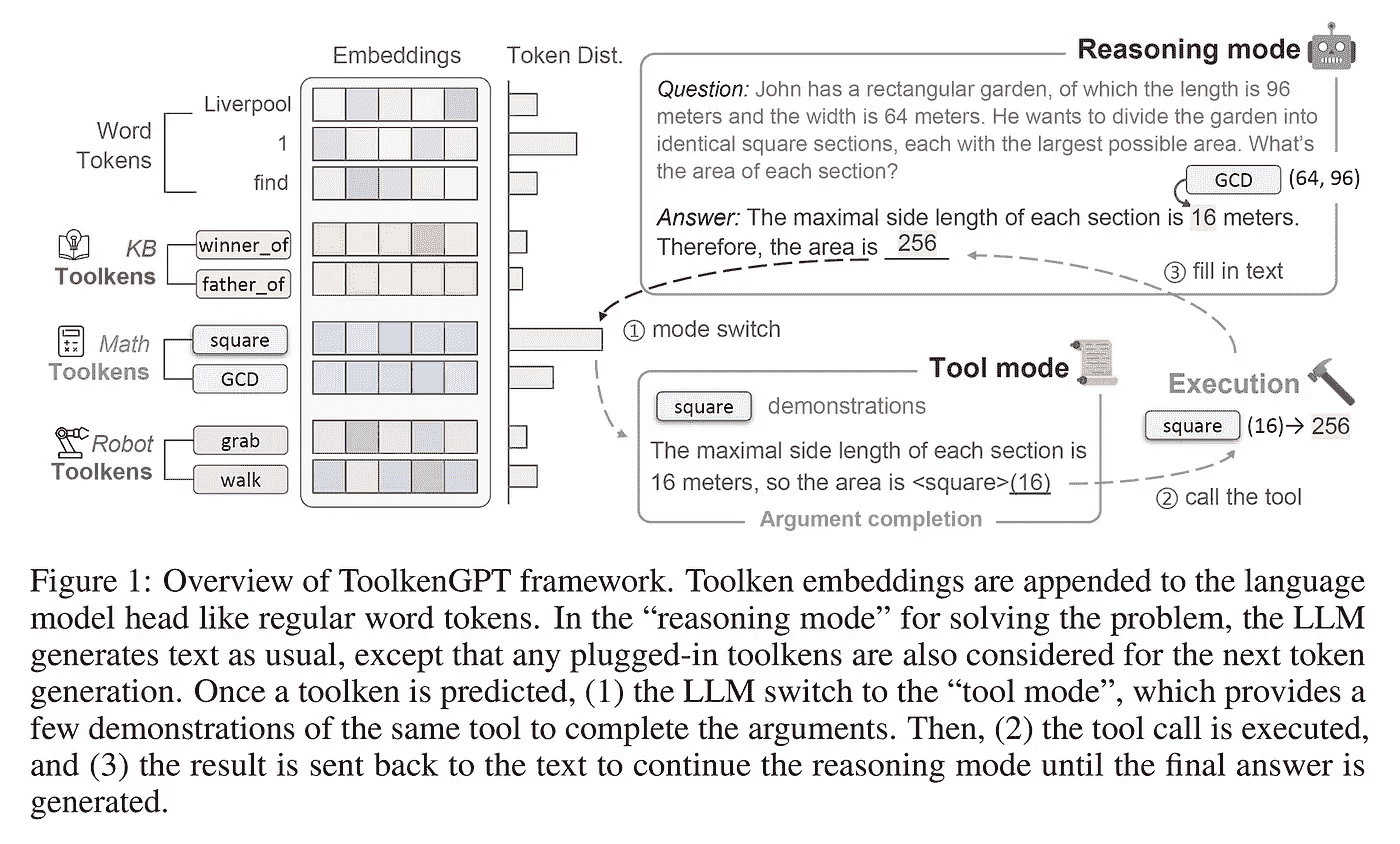 Embeddings
Token Dist.
Word
Tokens
Liverpool
1
find
KB
Toolkens
winner_of
father_of
Math
Toolkens
square
GCD
Robot
Toolkens
grab
walk
Reasoning mode
Question: John has a rectangular garden, of which the length is 96
meters and the width is 64 meters. He wants to divide the garden into
identical square sections, each with the largest possible area. What's
the area of each section?
GCD (64, 96)
Answer: The maximal side length of each section is 16 meters.
Therefore, the area is 256
③ fill in text
① mode switch
Tool mode
square demonstrations
The maximal side length of each section is
16 meters, so the area is <square>(16)
Argument completion
Execution
square (16)→ 256
② call the tool
Figure 1: Overview of ToolkenGPT framework. Toolken embeddings are appended to the language
model head like regular word tokens. In the “reasoning mode” for solving the problem, the LLM
generates text as usual, except that any plugged-in toolkens are also considered for the next token
generation. Once a toolken is predicted, (1) the LLM switch to the “tool mode”, which provides a
few demonstrations of the same tool to complete the arguments. Then, (2) the tool call is executed,
and (3) the result is sent back to the text to continue the reasoning mode until the final answer is
generated.